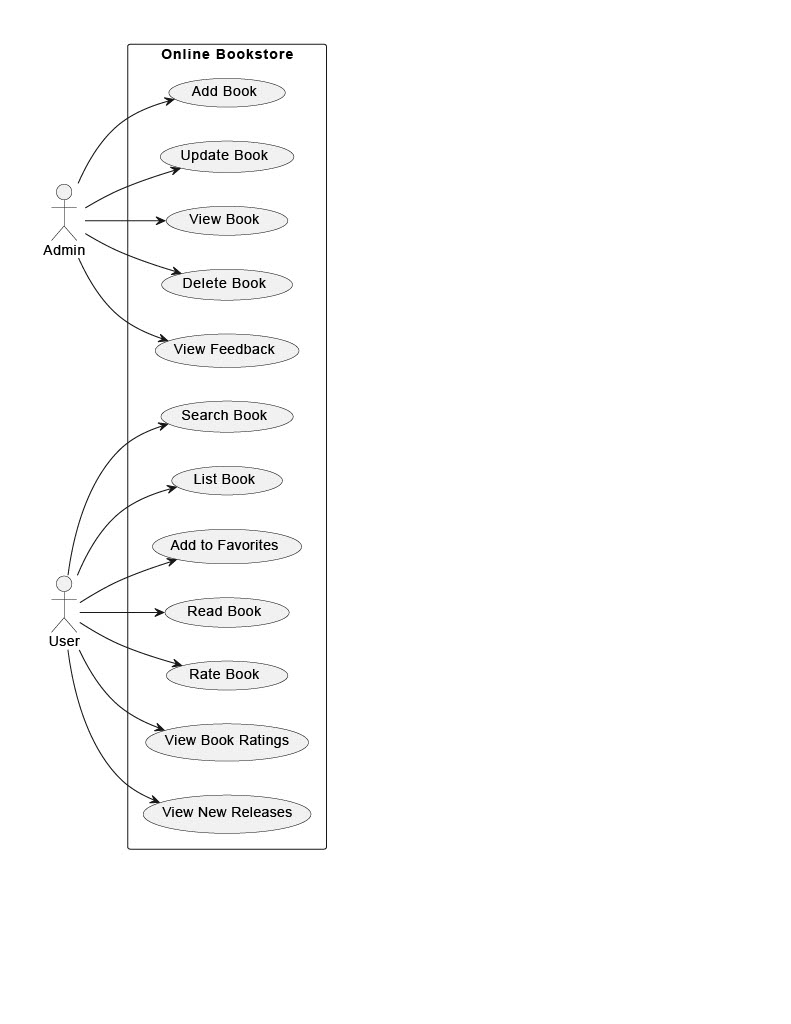 Online Bookstore
Add Book
Update Book
View Book
Admin
Delete Book
View Feedback
Search Book
List Book
Add to Favorites
Read Book
User
Rate Book
View Book Ratings
View New Releases